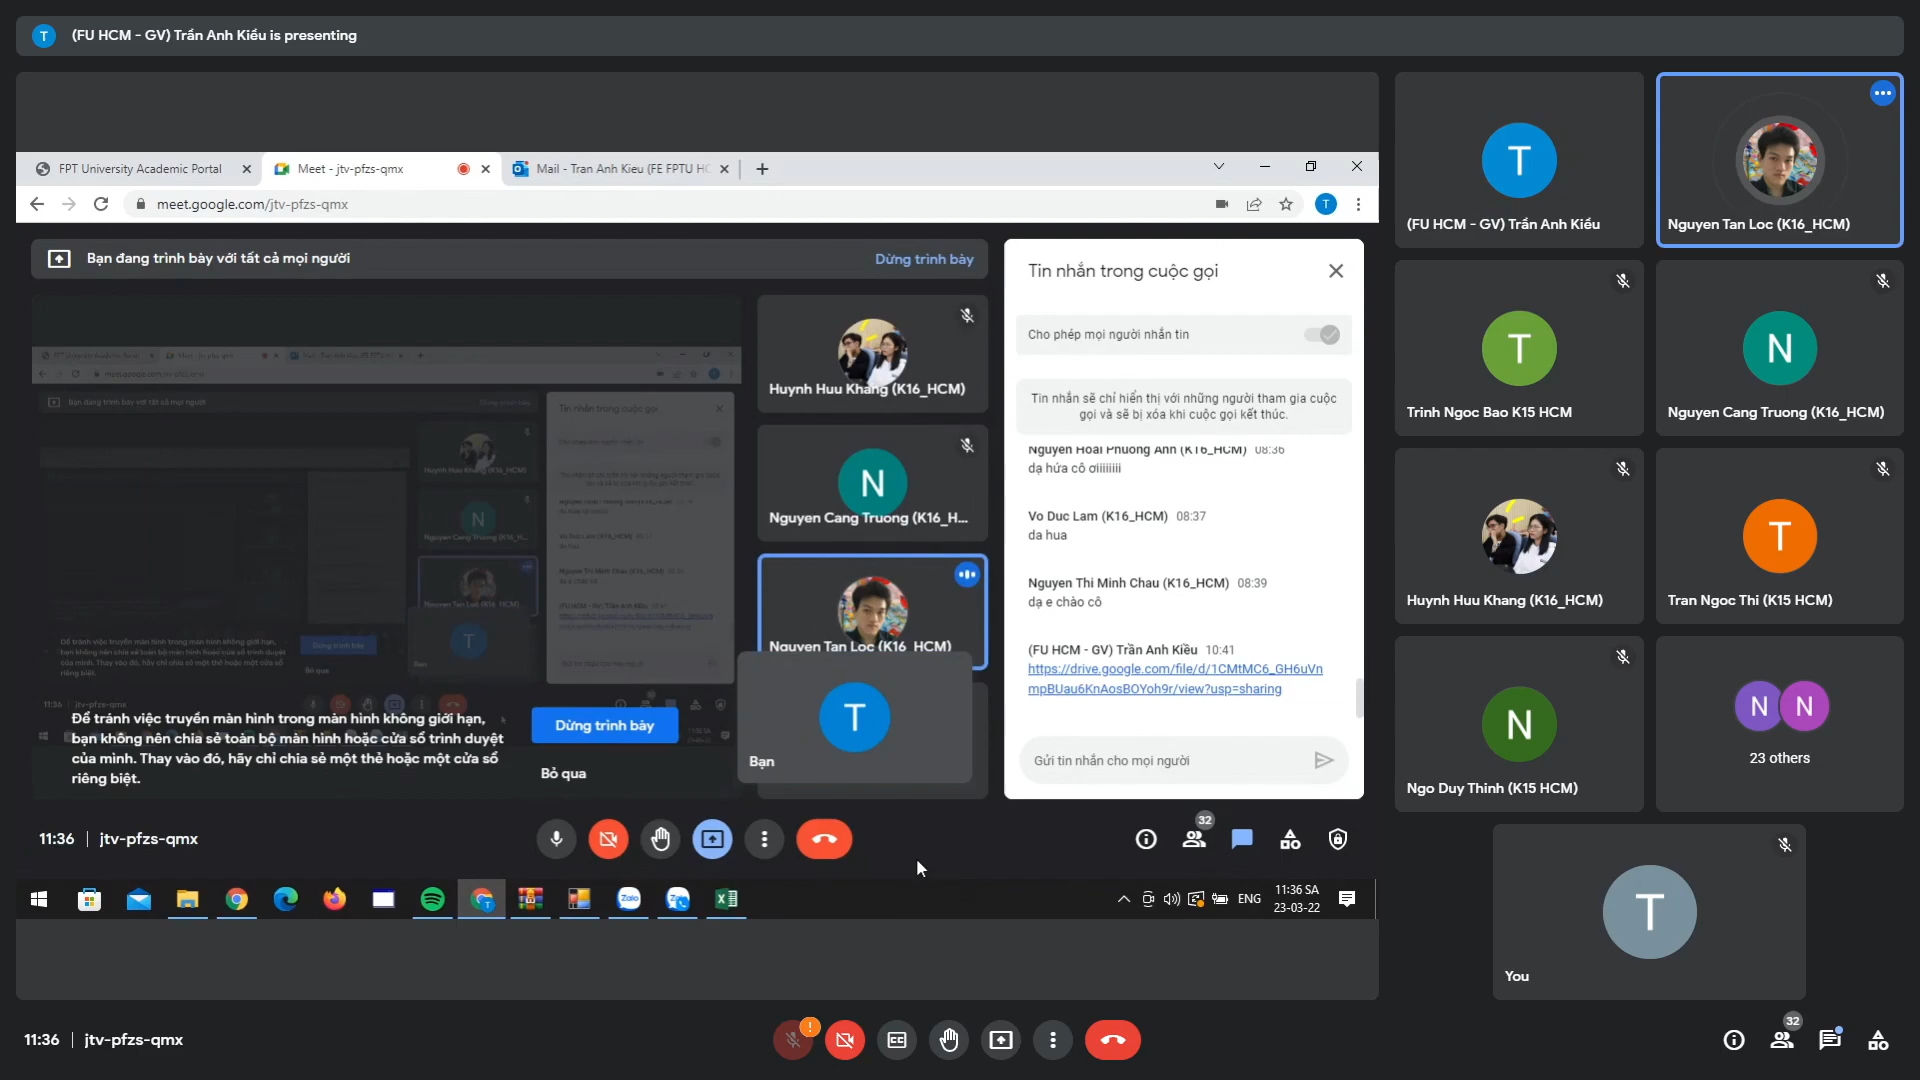 T
(FU HCM - GV) Trần Anh Kiều is presenting
FPT University Academic Portal
Meet - jtv-pfzs-qmx
Mail - Tran Anh Kieu (FE FPTU HC
meet.google.com/jtv-pfzs-qmx
T
Bạn đang trình bày với tất cả mọi người
Dừng trình bày
Huynh Huu Khang (K16_HCM)
N
Nguyen Cang Truong (K16_H...
Nguyen Tan Loc (K16_HCM)
T
Bạn
Để tránh việc truyền màn hình trong màn hình không giới hạn,
bạn không nên chia sẻ toàn bộ màn hình hoặc cửa sổ trình duyệt
của mình. Thay vào đó, hãy chỉ chia sẻ một thẻ hoặc một cửa sổ
riêng biệt.
Dừng trình bày
Bỏ qua
Tin nhắn trong cuộc gọi
Cho phép mọi người nhắn tin
Tin nhắn sẽ chỉ hiển thị với những người tham gia cuộc
gọi và sẽ bị xóa khi cuộc gọi kết thúc.
Nguyen Hoai Phuong Anh (K16_HCM) 08:36
dạ hứa cô ơiiiiiiii
Vo Duc Lam (K16_HCM) 08:37
da hua
Nguyen Thi Minh Chau (K16_HCM) 08:39
dạ e chào cô
(FU HCM - GV) Trần Anh Kiều 10:41
https://drive.google.com/file/d/1CMtMC6_GH6uVn
mpBUau6KnAosBOYoh9r/view?usp=sharing
Gửi tin nhắn cho mọi người
11:36 | jtv-pfzs-qmx
32
Zalo
ENG
11:36 SA
23-03-22
T
(FU HCM - GV) Trần Anh Kiều
Nguyen Tan Loc (K16_HCM)
T
Trinh Ngoc Bao K15 HCM
N
Nguyen Cang Truong (K16_HCM)
Huynh Huu Khang (K16_HCM)
T
Tran Ngoc Thi (K15 HCM)
N
Ngo Duy Thinh (K15 HCM)
N N
23 others
T
You
11:36 | jtv-pfzs-qmx
32